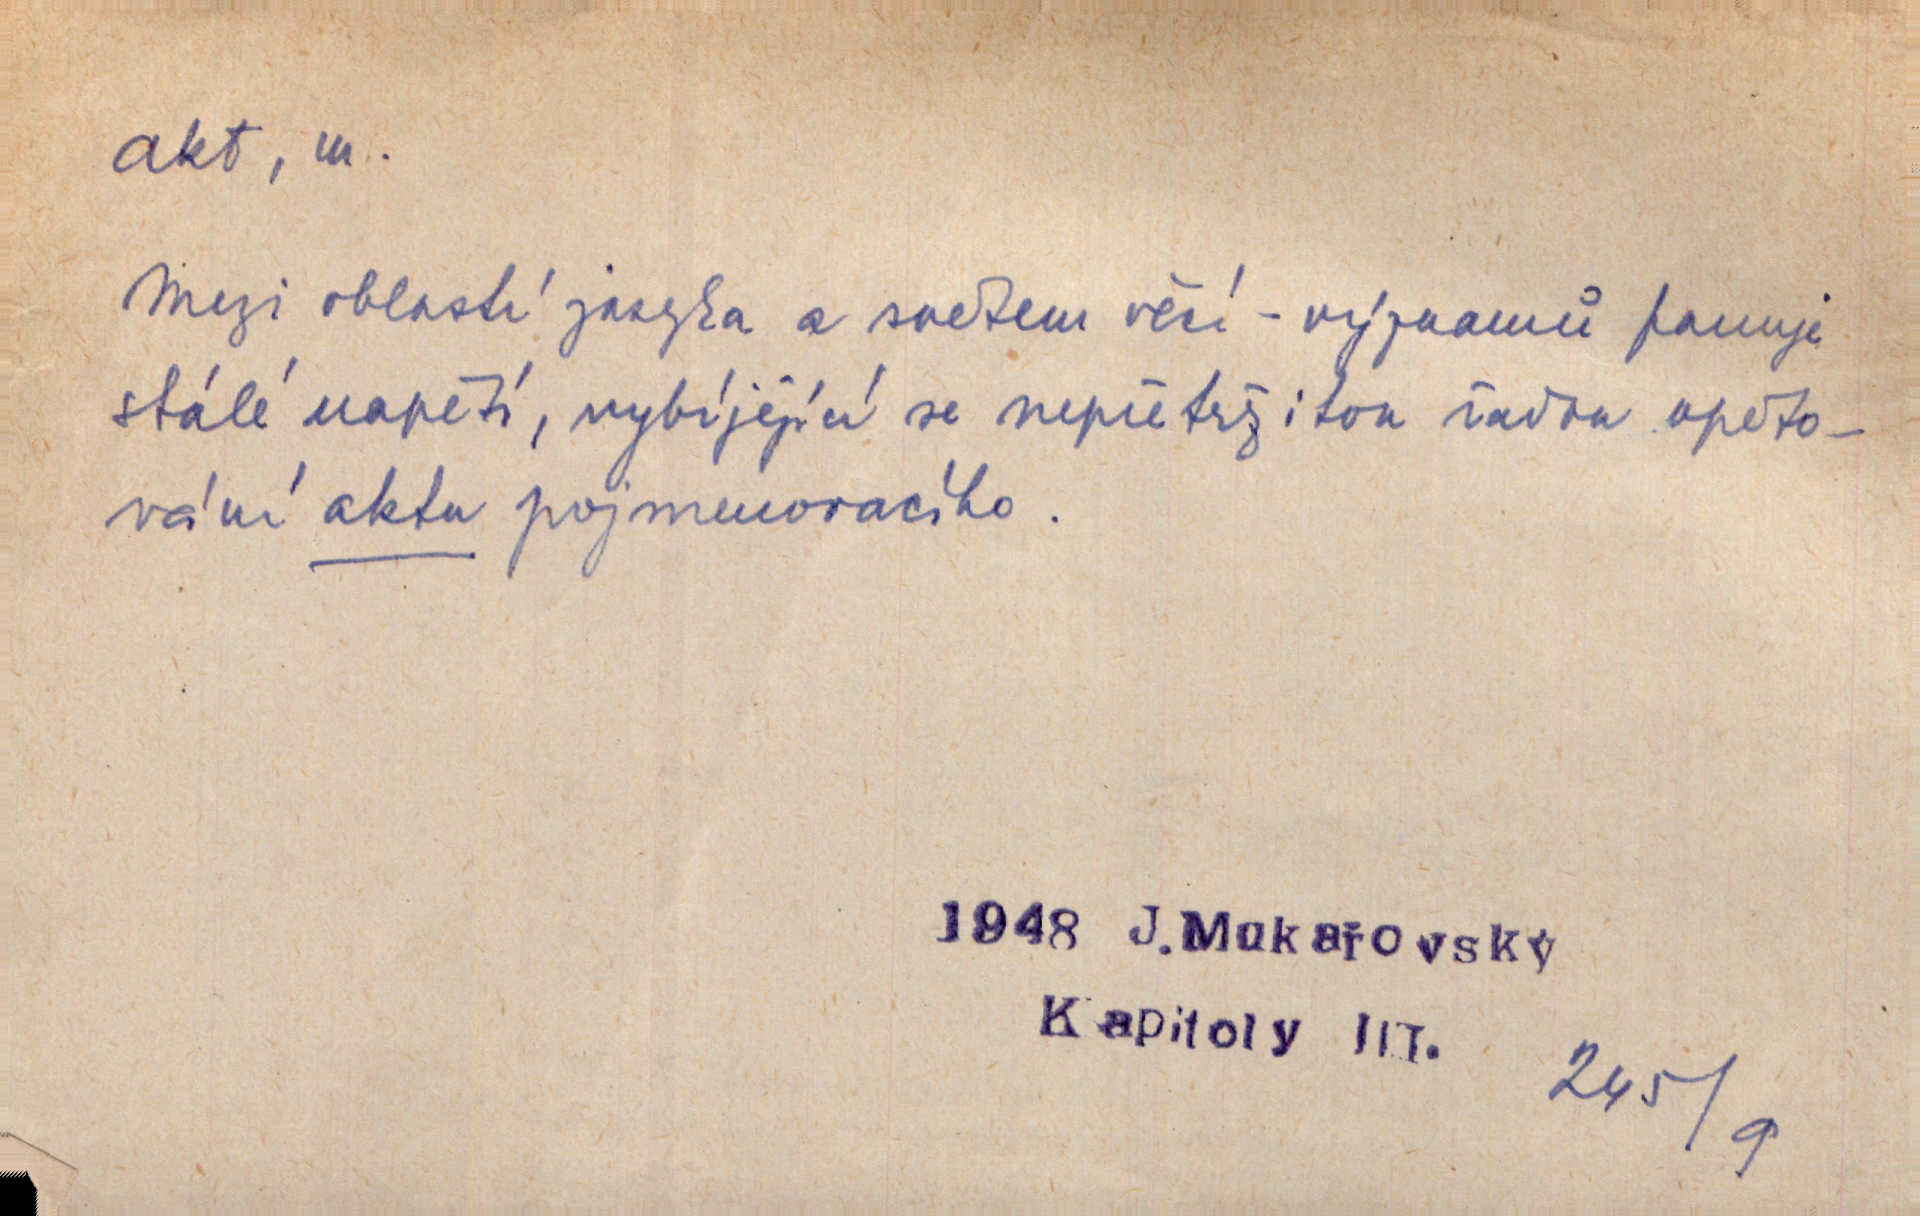 akt, m.
Mezi oblastí jazyka a světem věcí - významů panuje
stálé napětí, vybíjející se nepřetržitou řadou opěto-
vání aktu pojmenovacího.
1948 J.Mukařovský
Kapitoly III.
245/9